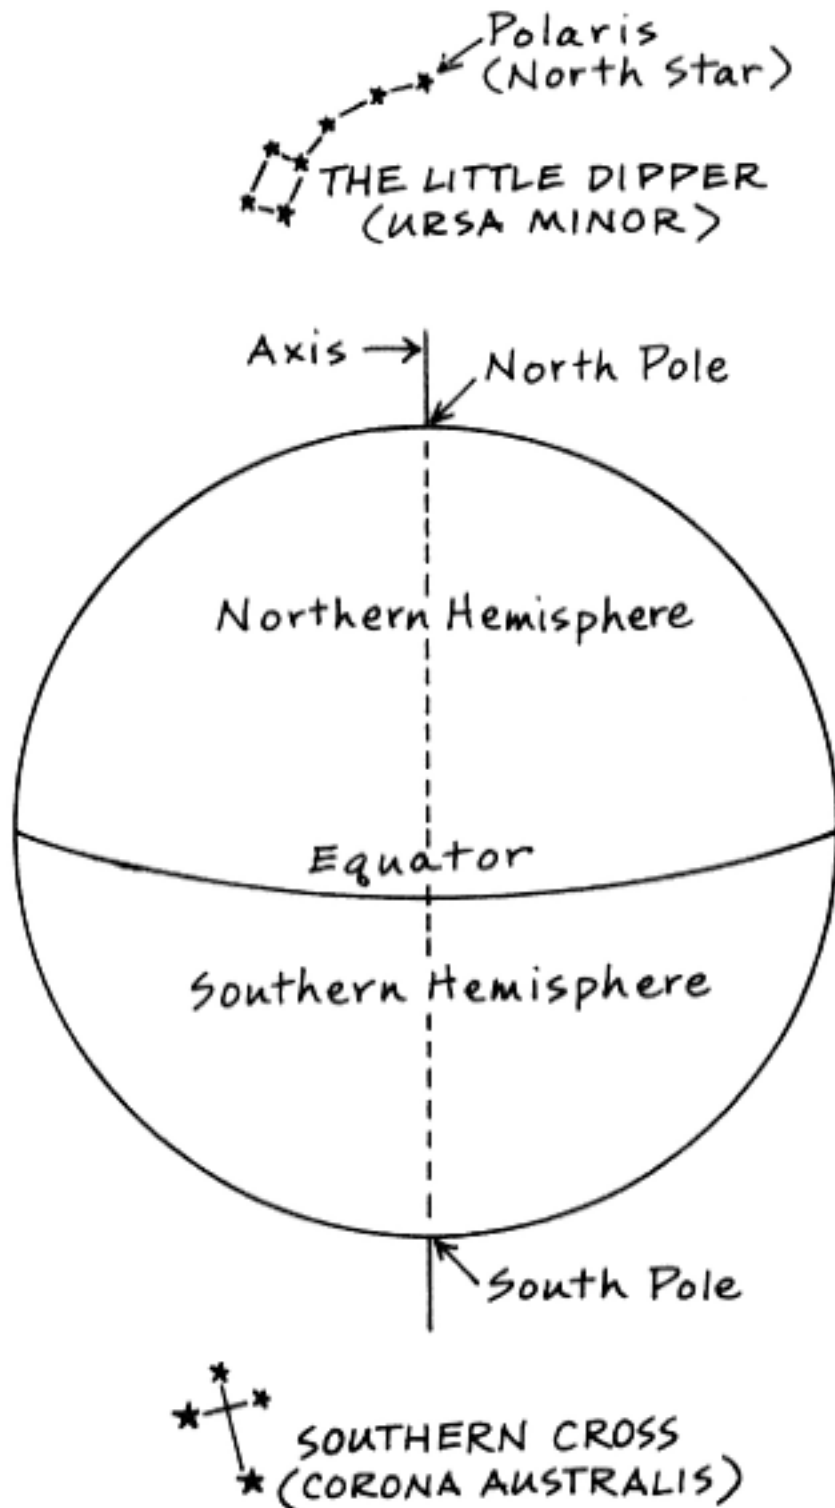 Polaris
(North Star)
THE LITTLE DIPPER
(URSA MINOR)
Axis
North Pole
Northern Hemisphere
Equator
Southern Hemisphere
South Pole
SOUTHERN CROSS
(CORONA AUSTRALIS)